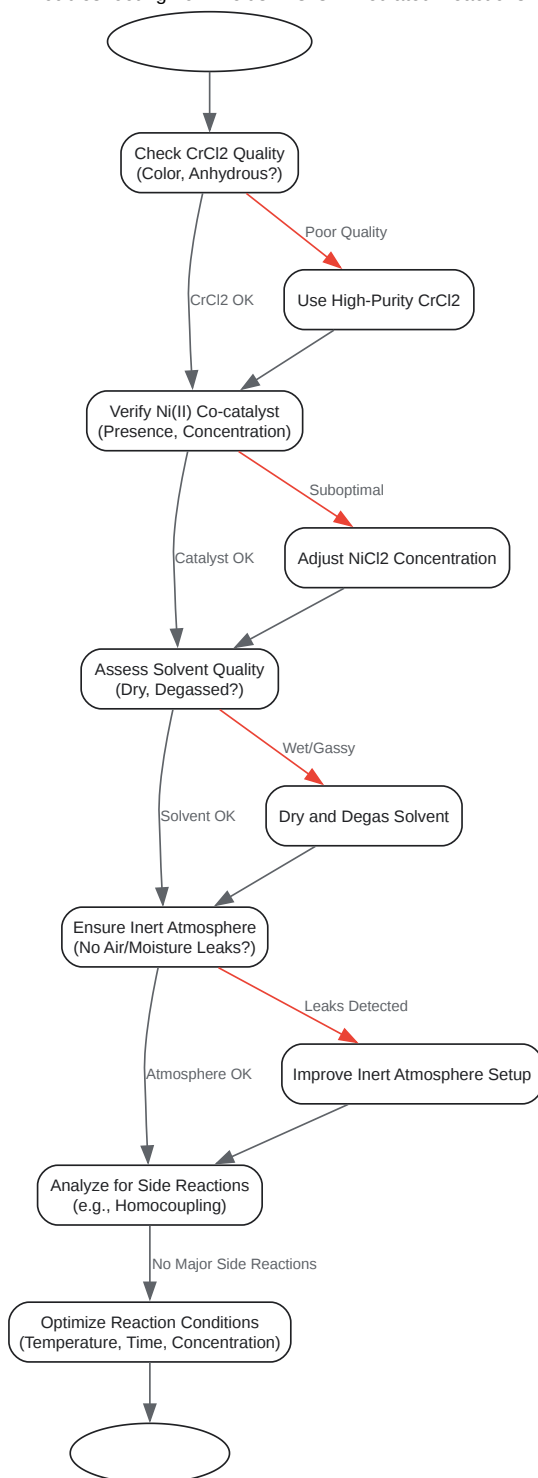 Check CrCl2 Quality
(Color, Anhydrous?)
Poor Quality
CrCl2 OK
Use High-Purity CrCl2
Verify Ni(II) Co-catalyst
(Presence, Concentration)
Suboptimal
Catalyst OK
Adjust NiCl2 Concentration
Assess Solvent Quality
(Dry, Degassed?)
Wet/Gassy
Solvent OK
Dry and Degas Solvent
Ensure Inert Atmosphere
(No Air/Moisture Leaks?)
Leaks Detected
Atmosphere OK
Improve Inert Atmosphere Setup
Analyze for Side Reactions
(e.g., Homocoupling)
No Major Side Reactions
Optimize Reaction Conditions
(Temperature, Time, Concentration)